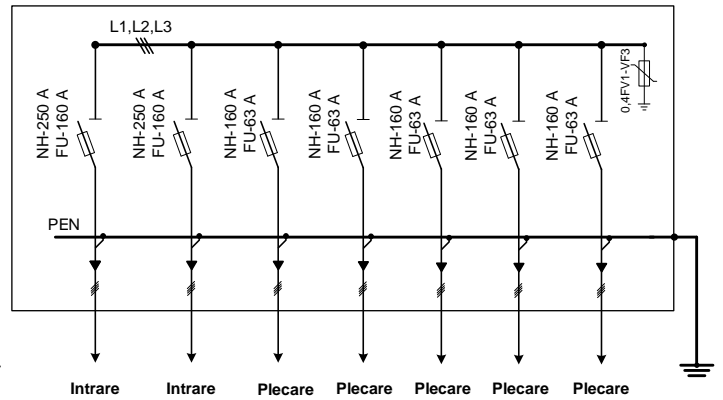 L1,L2,L3
0.4FV1-VF3
NH-250 A
FU-160 A
NH-250 A
FU-160 A
NH-160 A
FU-63 A
NH-160 A
FU-63 A
NH-160 A
FU-63 A
NH-160 A
FU-63 A
NH-160 A
FU-63 A
PEN
Intrare Intrare Plecare Plecare Plecare Plecare Plecare